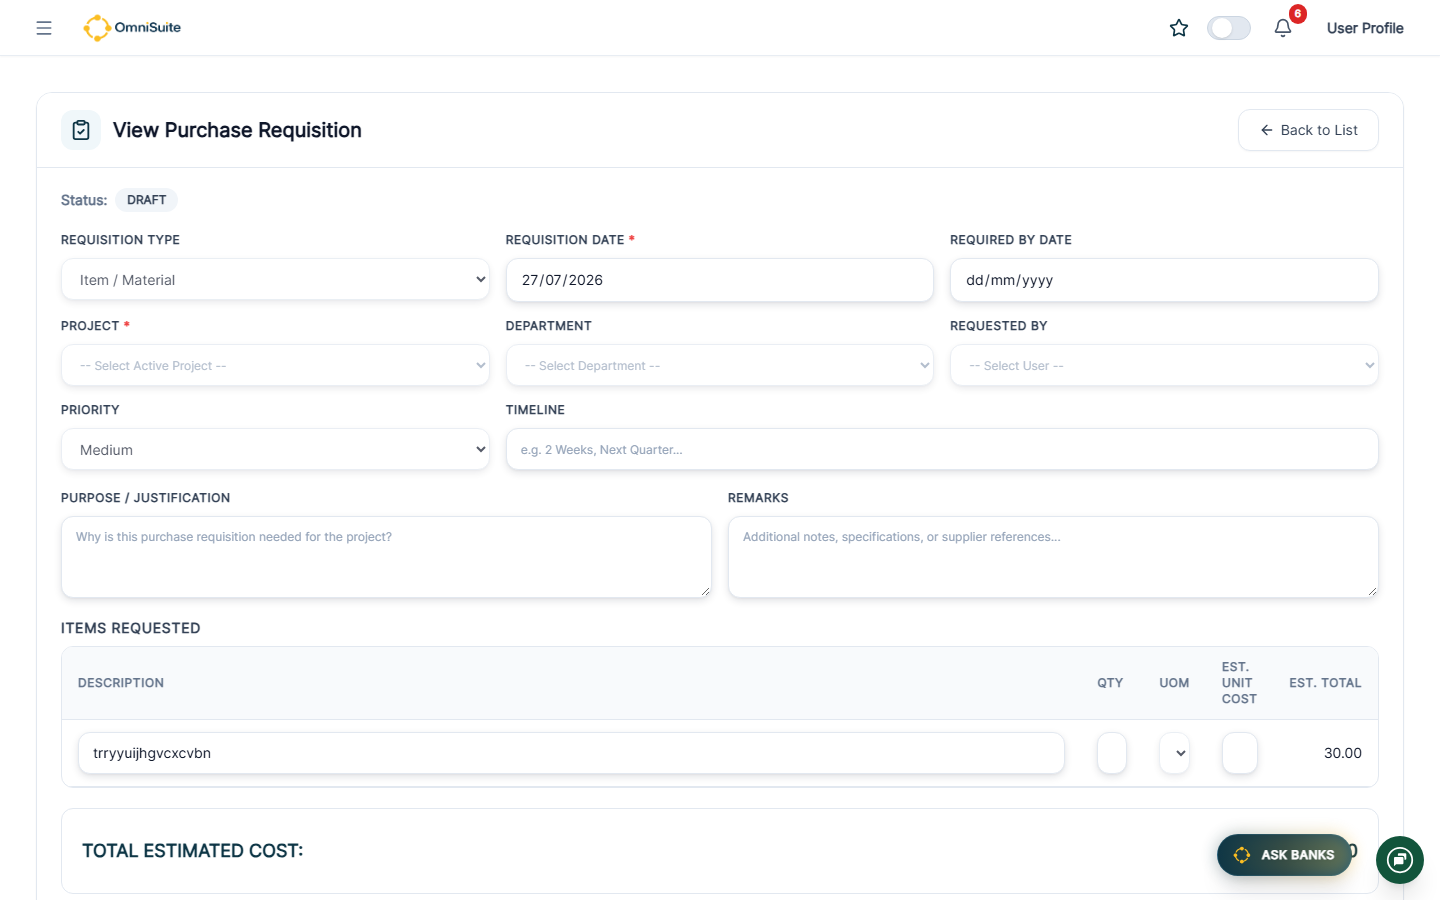 OmniSuite
6
User Profile
View Purchase Requisition
Back to List
Status: DRAFT
REQUISITION TYPE
REQUISITION DATE *
REQUIRED BY DATE
Item / Material
27/07/2026
dd/mm/yyyy
PROJECT *
DEPARTMENT
REQUESTED BY
-- Select Active Project --
-- Select Department --
-- Select User --
PRIORITY
TIMELINE
Medium
e.g. 2 Weeks, Next Quarter...
PURPOSE / JUSTIFICATION
REMARKS
Why is this purchase requisition needed for the project?
Additional notes, specifications, or supplier references...
ITEMS REQUESTED
DESCRIPTION
QTY
UOM
EST.
UNIT
COST
EST. TOTAL
trryyuijhgvcxcvbn
30.00
TOTAL ESTIMATED COST:
ASK BANKS